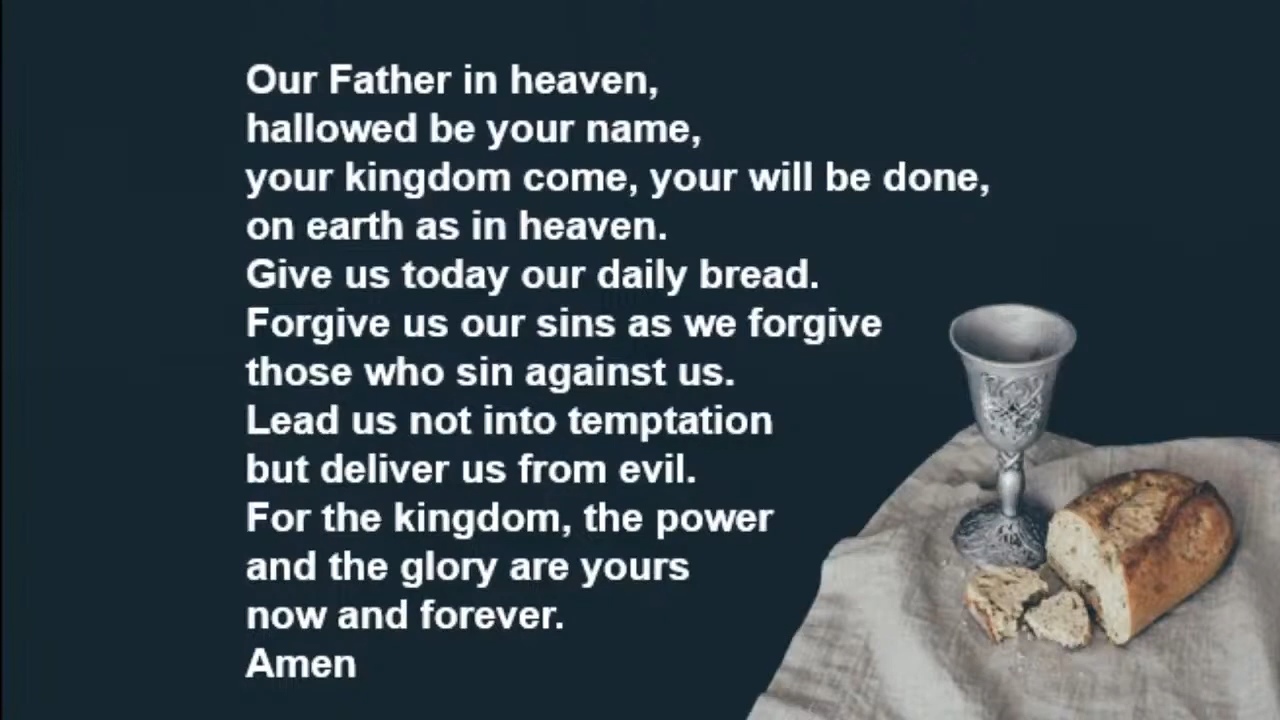 Our Father in heaven,
hallowed be your name,
your kingdom come, your will be done,
on earth as in heaven.
Give us today our daily bread.
Forgive us our sins as we forgive
those who sin against us.
Lead us not into temptation
but deliver us from evil.
For the kingdom, the power
and the glory are yours
now and forever.
Amen